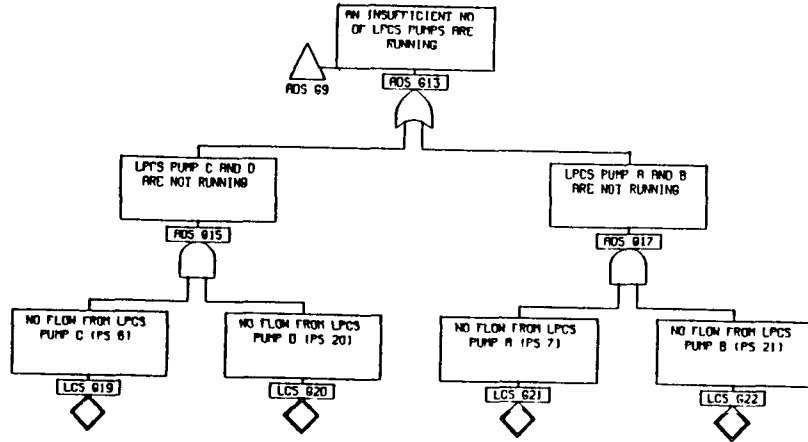 AN INSUFFICIENT NO
OF LPCS PUMPS ARE
RUNNING
ADS G9
ADS G13
LPCS PUMP C AND D
ARE NOT RUNNING
LPCS PUMP A AND B
ARE NOT RUNNING
ADS G15
ADS G17
NO FLOW FROM LPCS
PUMP C (PS 6)
NO FLOW FROM LPCS
PUMP D (PS 20)
NO FLOW FROM LPCS
PUMP A (PS 7)
NO FLOW FROM LPCS
PUMP B (PS 21)
LCS G19
LCS G20
LCS G21
LCS G22